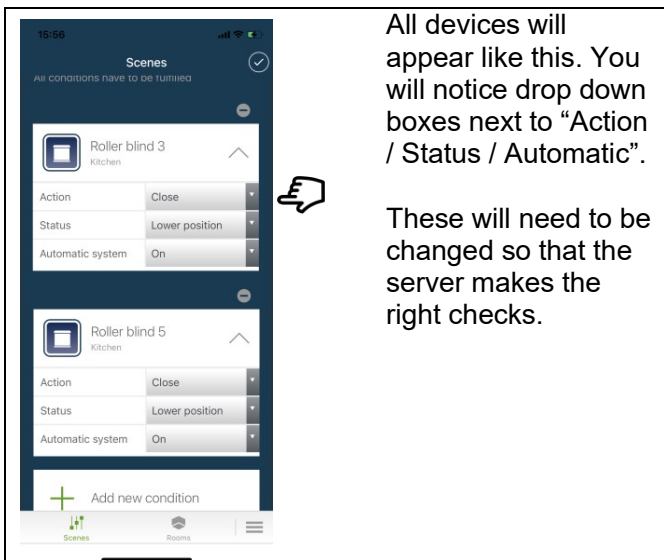 15:56
Scenes
All conditions have to be fulfilled
Roller blind 3
Kitchen
Action Close
Status Lower position
Automatic system On
Roller blind 5
Kitchen
Action Close
Status Lower position
Automatic system On
Add new condition
Scenes Rooms
All devices will
appear like this. You
will notice drop down
boxes next to “Action
/ Status / Automatic”.
These will need to be
changed so that the
server makes the
right checks.